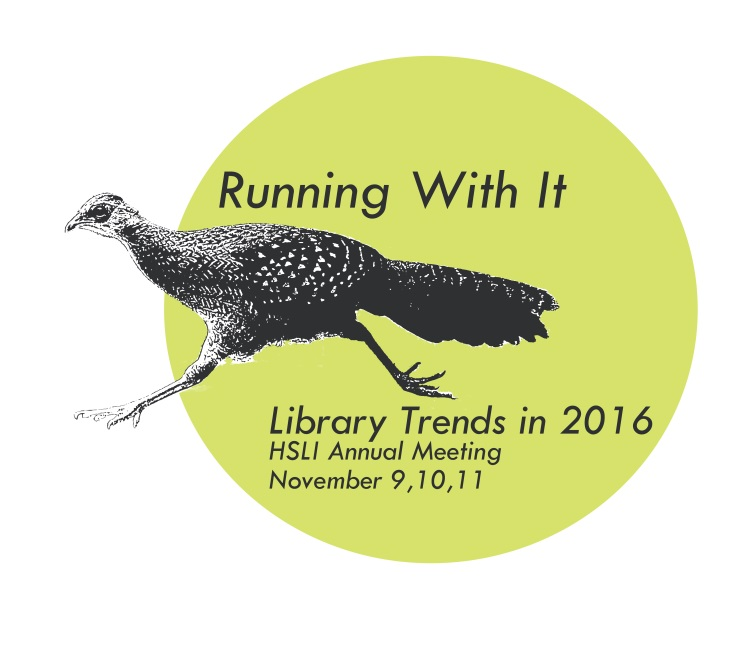 Running With It
Library Trends in 2016
HSLI Annual Meeting
November 9,10,11